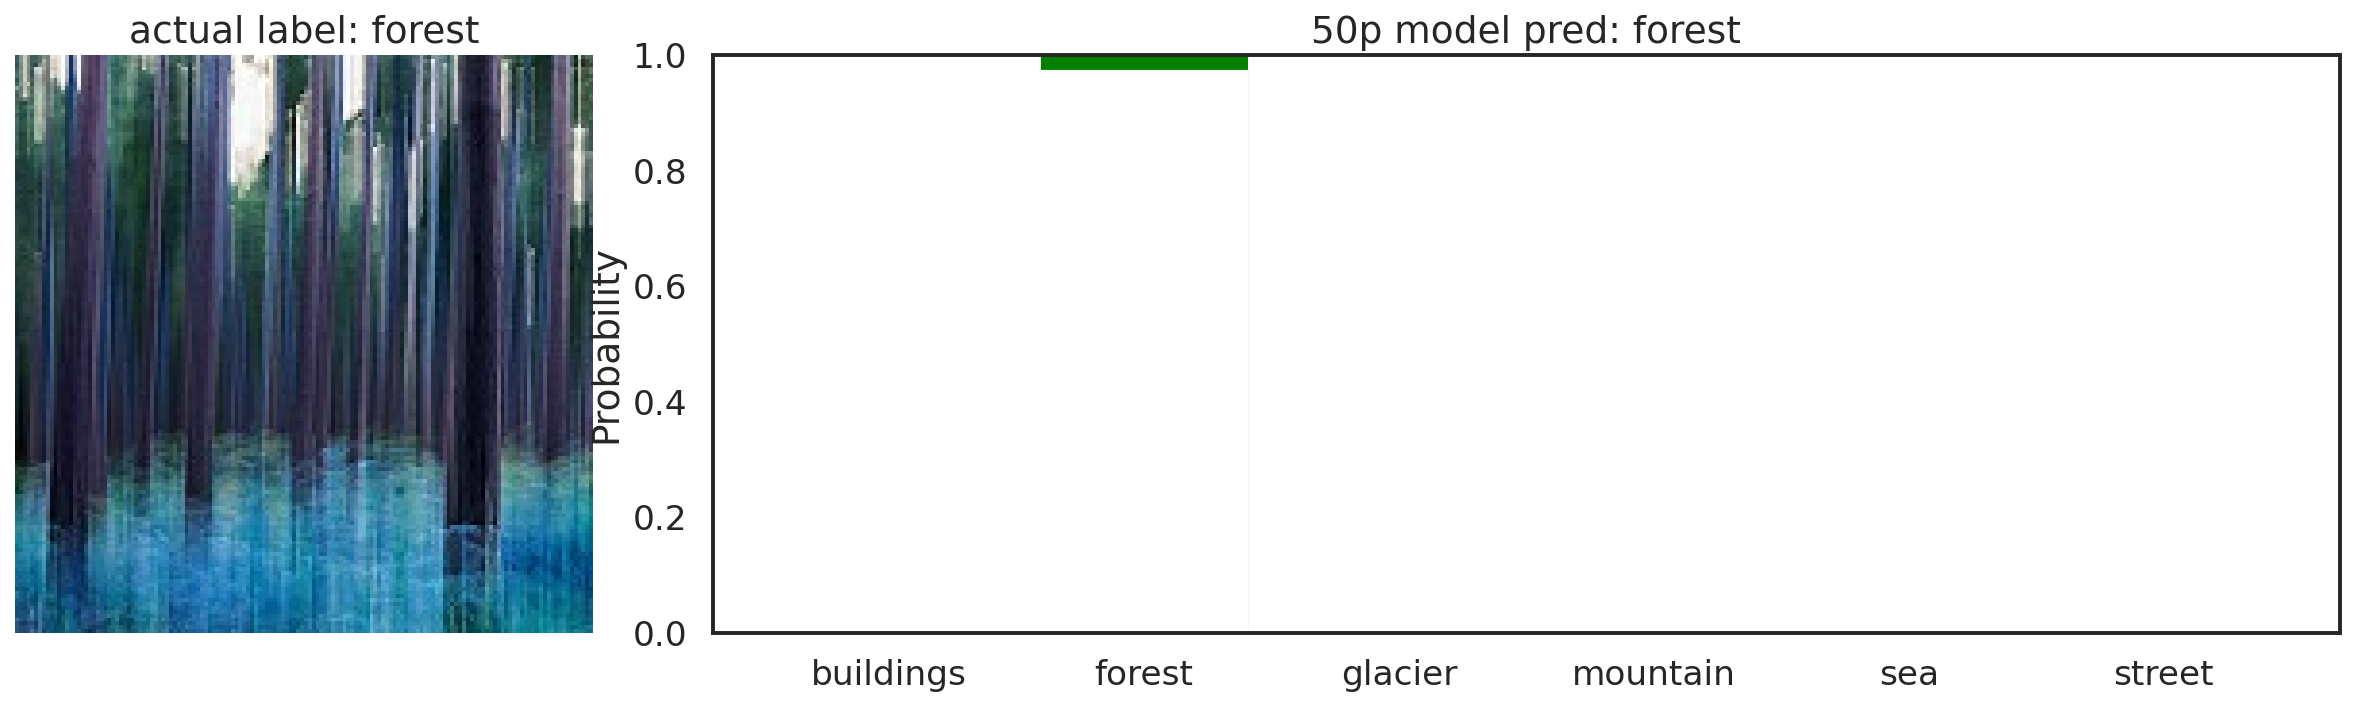 actual label: forest
50p model pred: forest
Probability
1.0
0.8
0.6
0.4
0.2
0.0
buildings
forest
glacier
mountain
sea
street